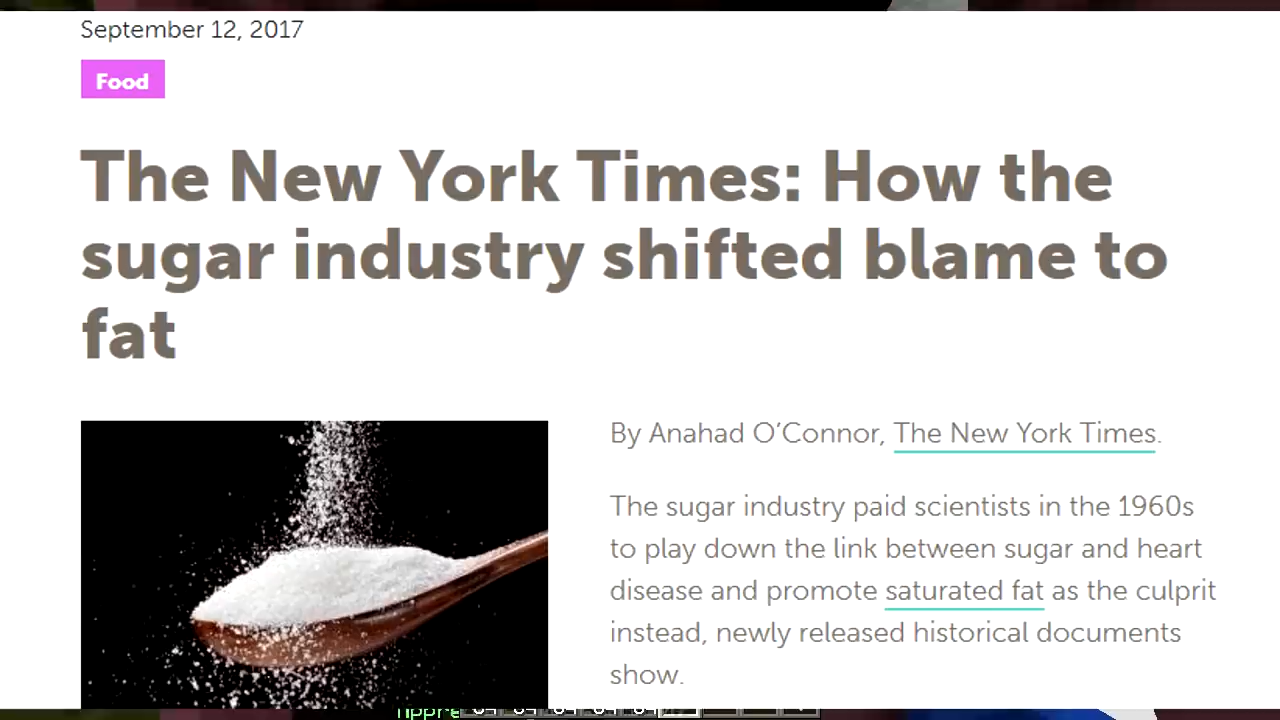 September 12, 2017
Food
The New York Times: How the
sugar industry shifted blame to
fat
By Anahad O’Connor, The New York Times.
The sugar industry paid scientists in the 1960s
to play down the link between sugar and heart
disease and promote saturated fat as the culprit
instead, newly released historical documents
show.